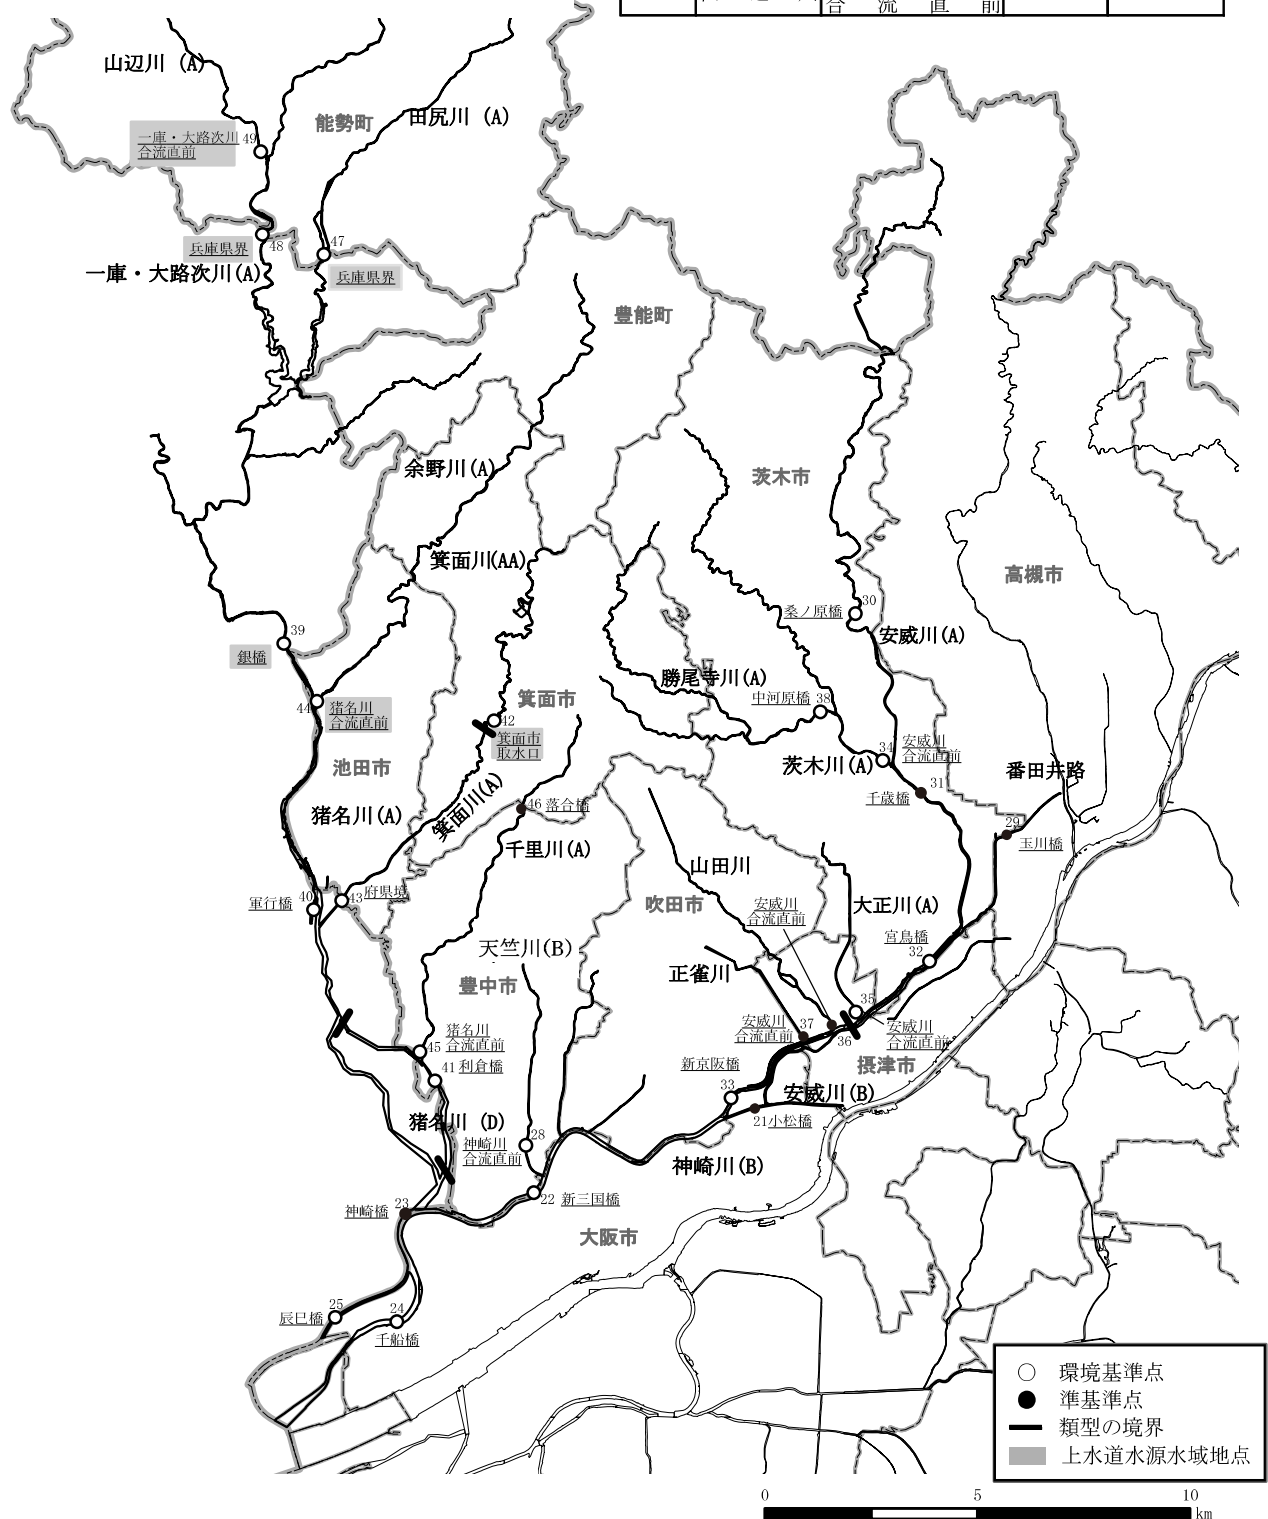 合流直前
山辺川 (A)
能勢町
田尻川 (A)
一庫・大路次川
合流直前
49
兵庫県界
48
47
兵庫県界
一庫・大路次川(A)
豊能町
余野川(A)
茨木市
箕面川(AA)
高槻市
桑ノ原橋
30
39
銀橋
安威川(A)
勝尾寺川(A)
中河原橋
38
箕面市
44
猪名川
合流直前
42
箕面市
取水口
34
安威川
合流直前
池田市
茨木川(A)
31
千歳橋
番田井路
箕面川(A)
46
落合橋
猪名川(A)
29
玉川橋
千里川(A)
山田川
軍行橋
40
43
府県境
吹田市
安威川
合流直前
大正川(A)
宮鳥橋
32
天竺川(B)
正雀川
豊中市
35
猪名川
合流直前
45
安威川
合流直前
37
36
安威川
合流直前
41
利倉橋
新京阪橋
33
摂津市
安威川(B)
猪名川 (D)
21
小松橋
神崎川
合流直前
28
神崎川(B)
神崎橋
23
22
新三国橋
大阪市
25
辰巳橋
24
千船橋
環境基準点
準基準点
類型の境界
上水道水源水域地点
0
5
10
km